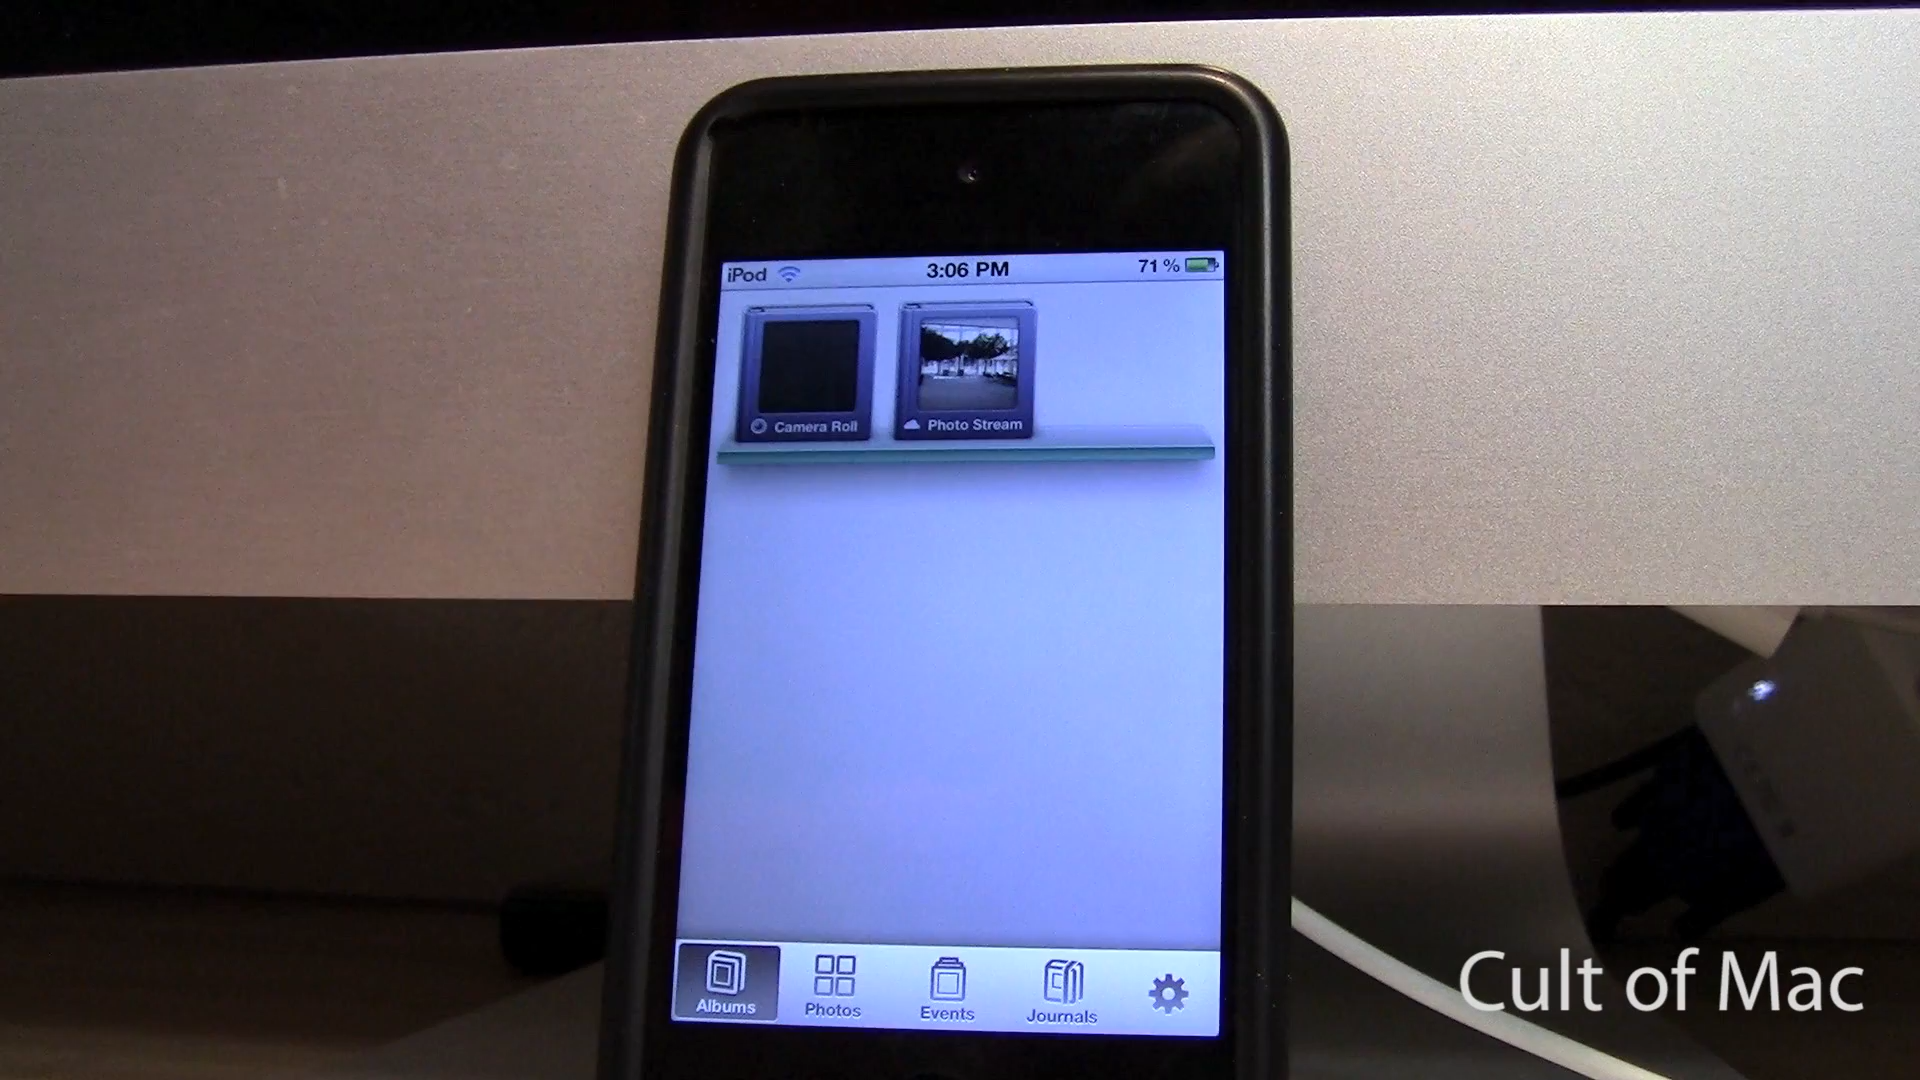 iPod 3:06 PM 71 %
Camera Roll Photo Stream
Albums Photos Events Journals
Cult of Mac